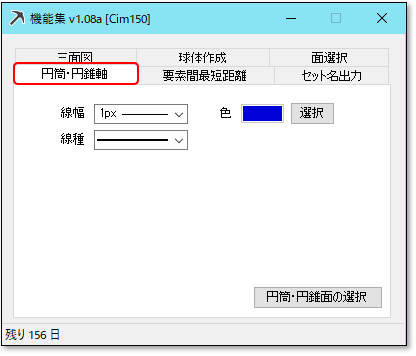 機能集 v1.08a [Cim150]
三面図 球体作成 面選択
円筒・円錐軸 要素間最短距離 セット名出力
線幅 1px 色 選択
線種
円筒・円錐面の選択
残り 156 日